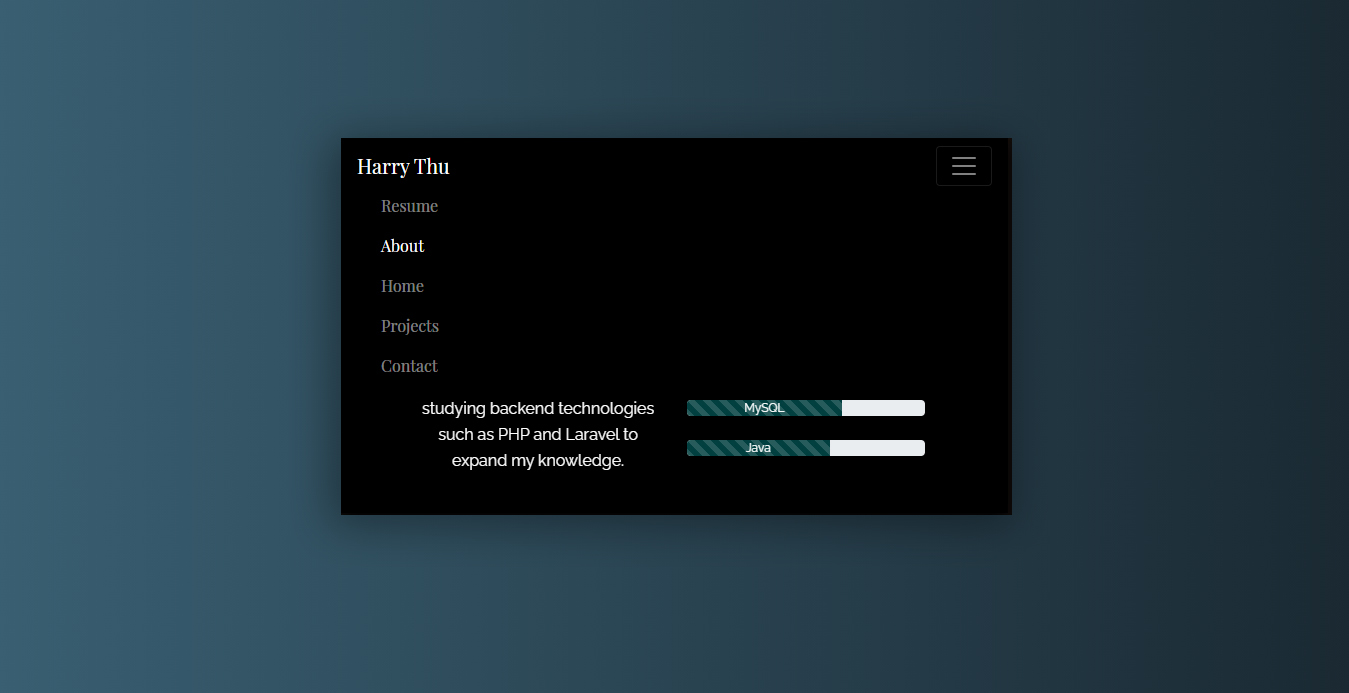 Harry Thu
Resume
About
Home
Projects
Contact
studying backend technologies
such as PHP and Laravel to
expand my knowledge.
MySQL
Java